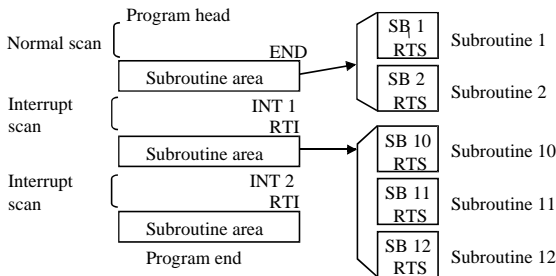 Program head
Normal scan
END
Subroutine area
Interrupt scan
INT 1
RTI
Subroutine area
Interrupt scan
INT 2
RTI
Subroutine area
Program end
SB 1
RTS
Subroutine 1
SB 2
RTS
Subroutine 2
SB 10
RTS
Subroutine 10
SB 11
RTS
Subroutine 11
SB 12
RTS
Subroutine 12